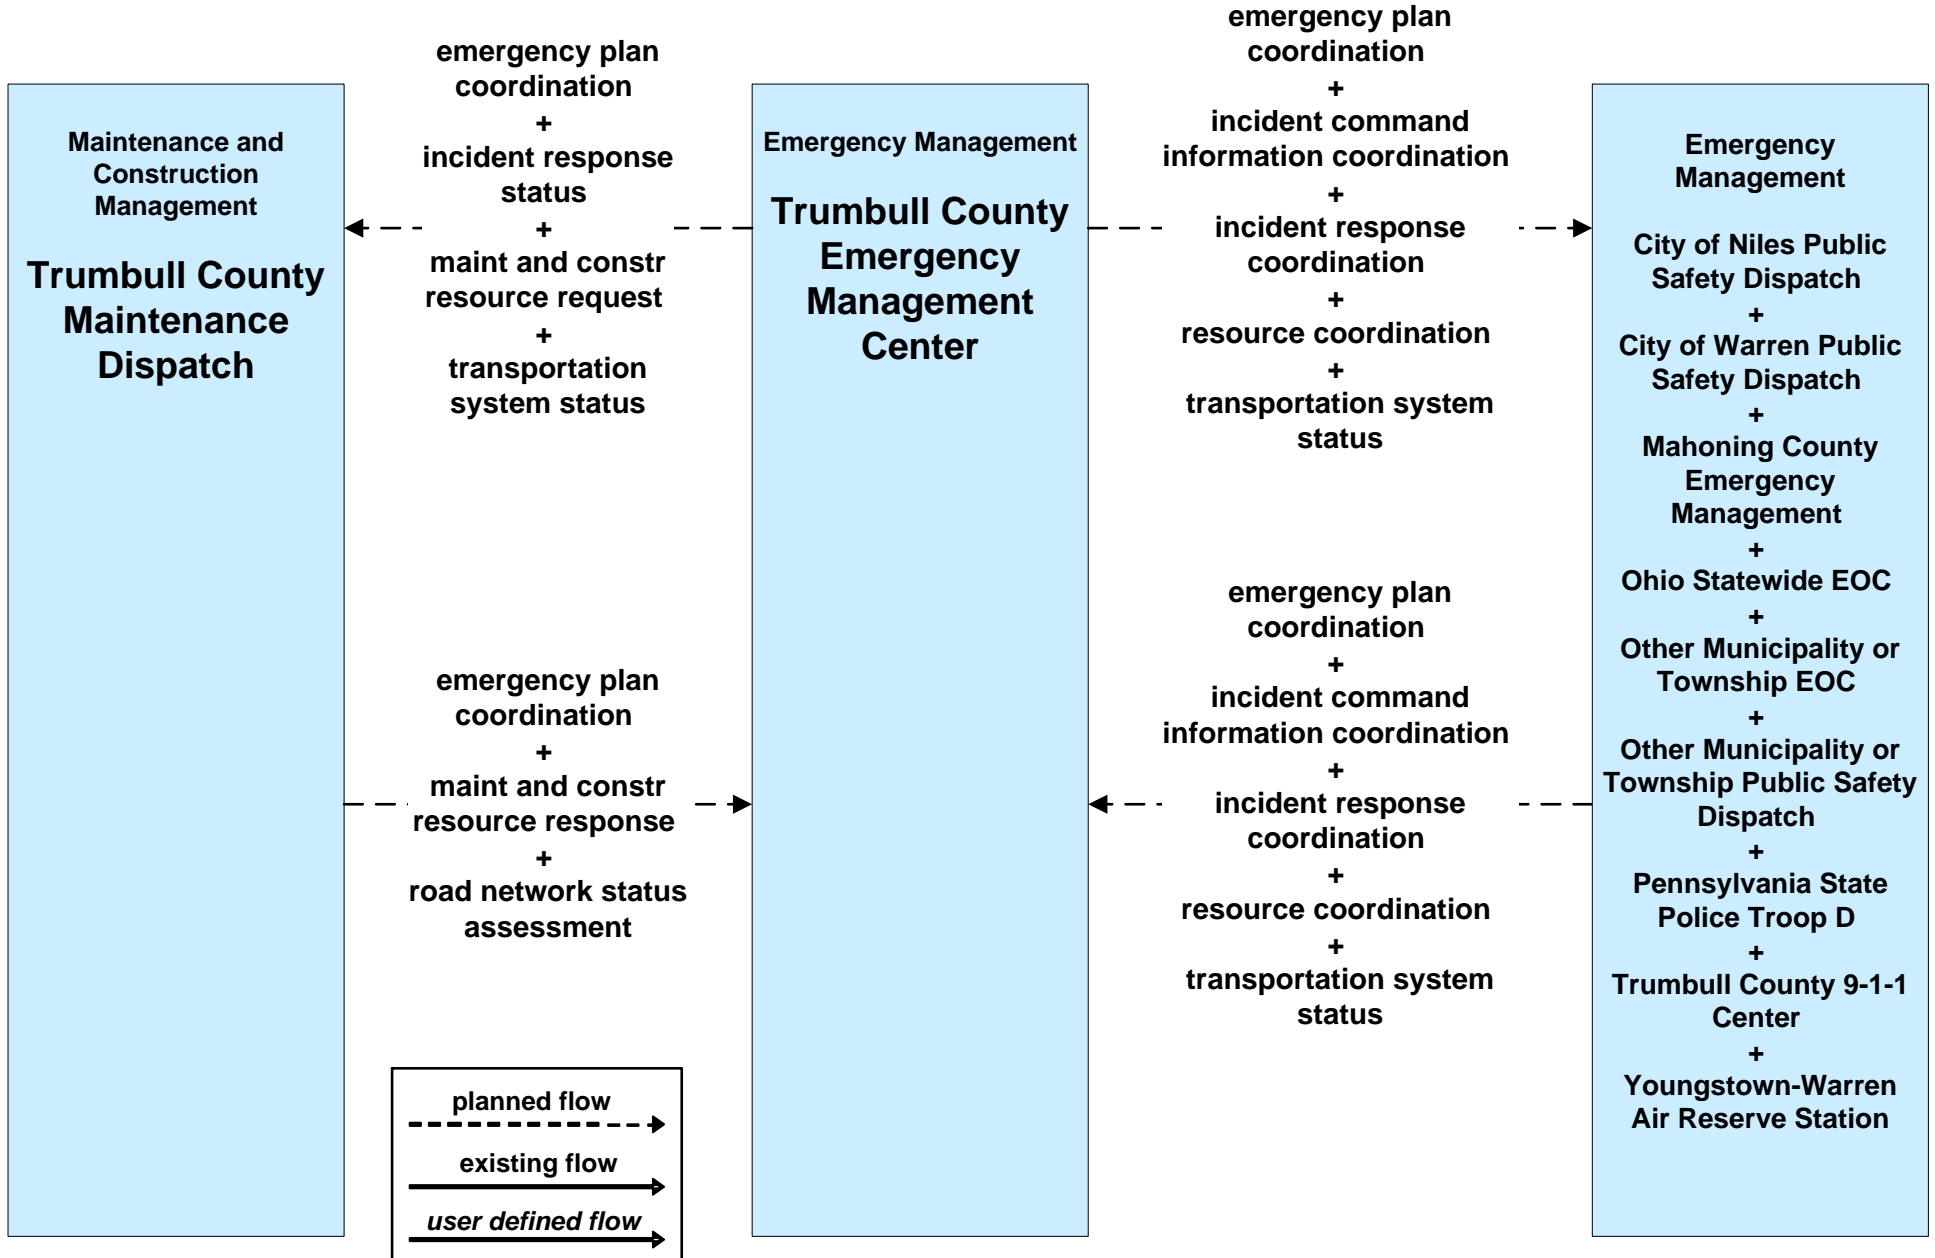 Maintenance and
Construction
Management
Trumbull County
Maintenance
Dispatch
emergency plan
coordination
+
incident response
status
+
maint and constr
resource request
+
transportation
system status
emergency plan
coordination
+
maint and constr
resource response
+
road network status
assessment
Emergency Management
Trumbull County
Emergency
Management
Center
emergency plan
coordination
+
incident command
information coordination
+
incident response
coordination
+
resource coordination
+
transportation system
status
emergency plan
coordination
+
incident command
information coordination
+
incident response
coordination
+
resource coordination
+
transportation system
status
Emergency
Management
City of Niles Public
Safety Dispatch
+
City of Warren Public
Safety Dispatch
+
Mahoning County
Emergency
Management
+
Ohio Statewide EOC
+
Other Municipality or
Township EOC
+
Other Municipality or
Township Public Safety
Dispatch
+
Pennsylvania State
Police Troop D
+
Trumbull County 9-1-1
Center
+
Youngstown-Warren
Air Reserve Station
planned flow
existing flow
user defined flow